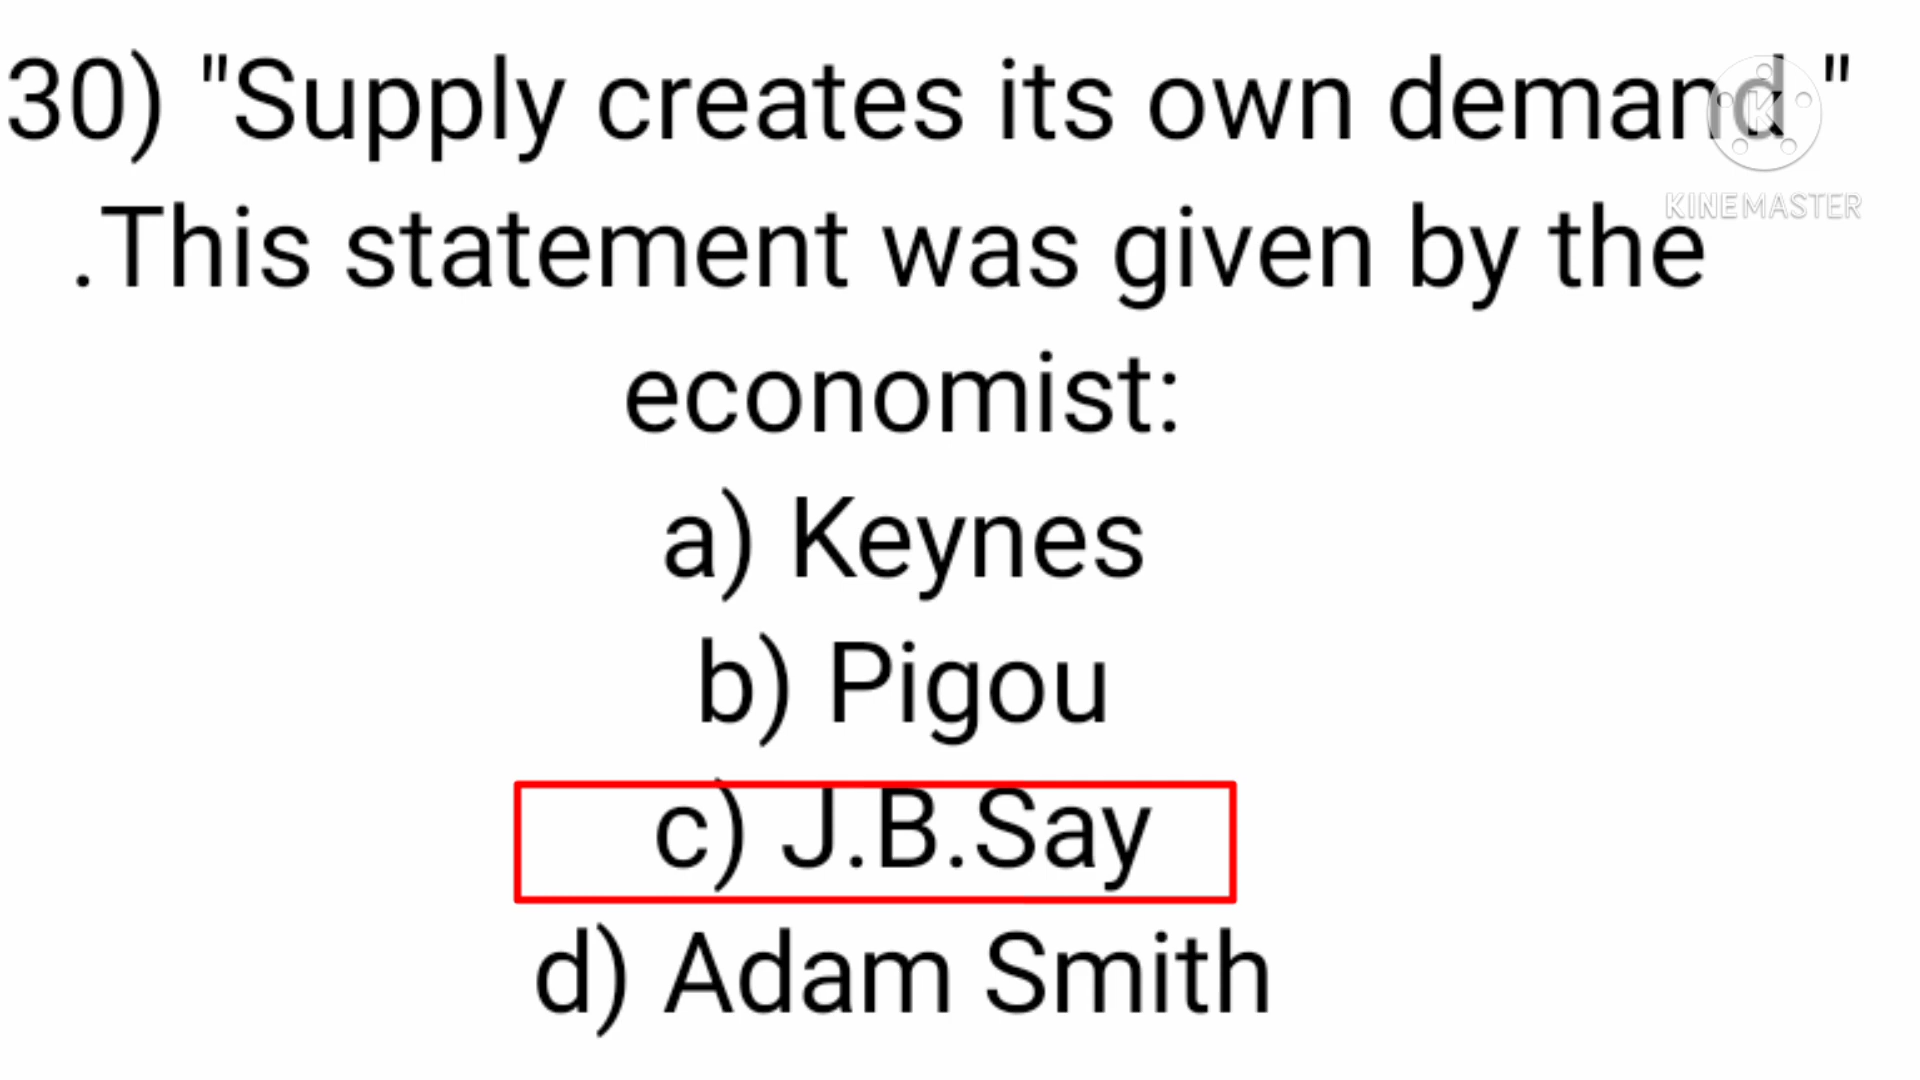 30) "Supply creates its own demand "
.This statement was given by the
economist:
a) Keynes
b) Pigou
c) J.B.Say
d) Adam Smith
K
KINEMASTER